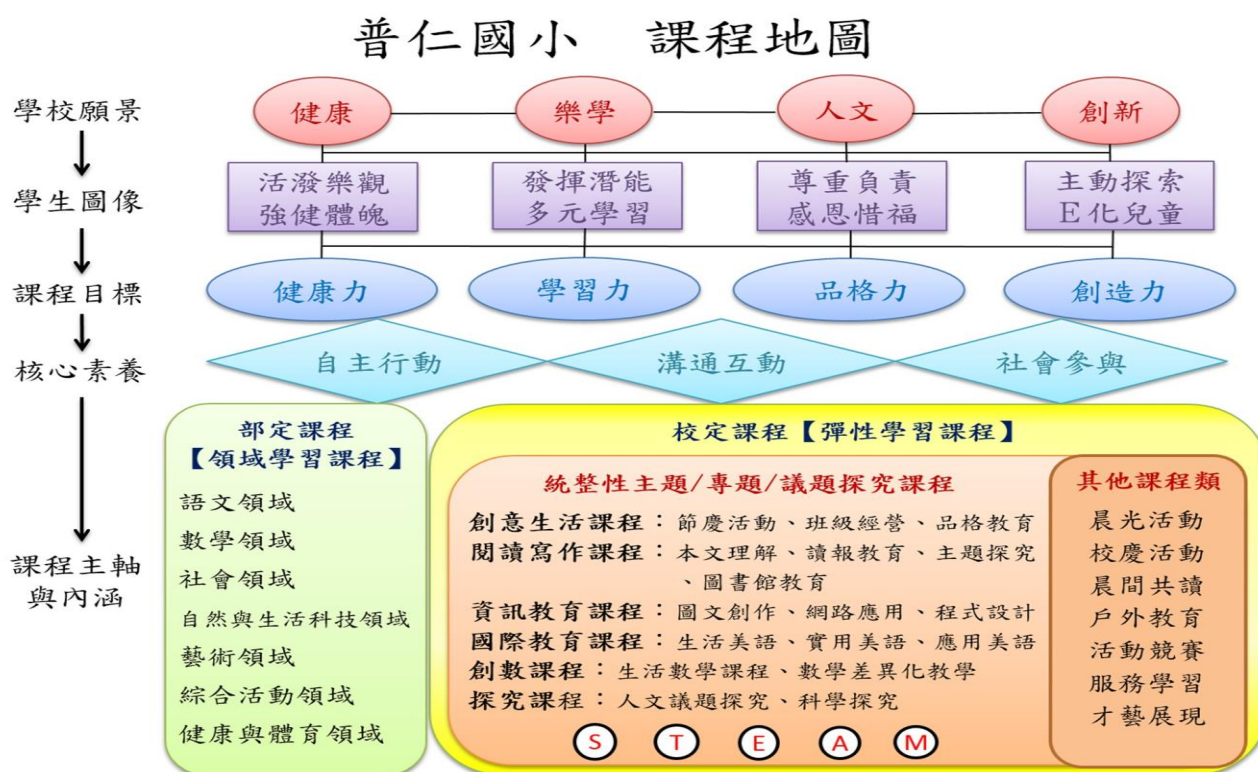 普仁國小 課程地圖
學校願景
健康
樂學
人文
創新
學生圖像
活潑樂觀
強健體魄
發揮潛能
多元學習
尊重負責
感恩惜福
主動探索
E化兒童
課程目標
健康力
學習力
品格力
創造力
核心素養
自主行動
溝通互動
社會參與
課程主軸
與內涵
部定課程
【領域學習課程】
語文領域
數學領域
社會領域
自然與生活科技領域
藝術領域
綜合活動領域
健康與體育領域
校定課程【彈性學習課程】
統整性主題/專題/議題探究課程
創意生活課程：節慶活動、班級經營、品格教育
閱讀寫作課程：本文理解、讀報教育、主題探究
、圖書館教育
資訊教育課程：圖文創作、網路應用、程式設計
國際教育課程：生活美語、實用美語、應用美語
創數課程：生活數學課程、數學差異化教學
探究課程：人文議題探究、科學探究
S T E A M
其他課程類
晨光活動
校慶活動
晨間共讀
戶外教育
活動競賽
服務學習
才藝展現